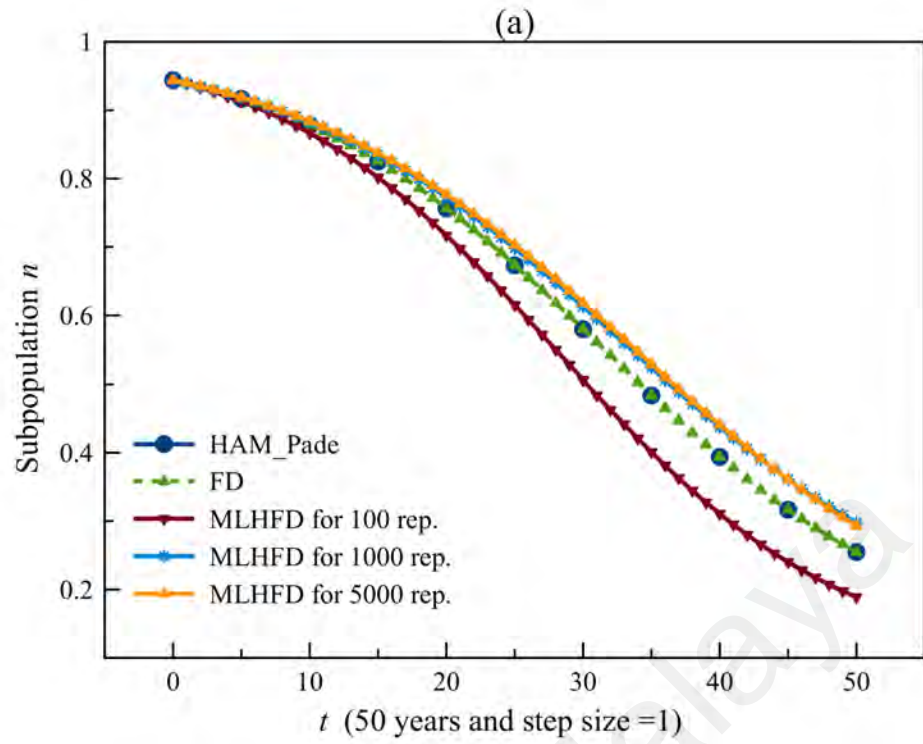 (a)
1
0.8
0.6
0.4
0.2
Subpopulation n
HAM_Pade
FD
MLHFD for 100 rep.
MLHFD for 1000 rep.
MLHFD for 5000 rep.
0 10 20 30 40 50
t (50 years and step size =1)
alaya